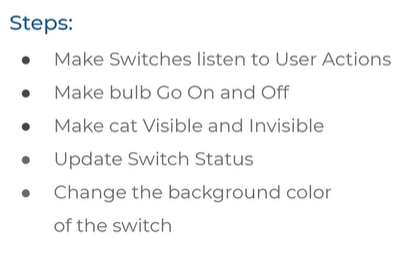 Steps:
● Make Switches listen to User Actions
● Make bulb Go On and Off
● Make cat Visible and Invisible
● Update Switch Status
● Change the background color
of the switch